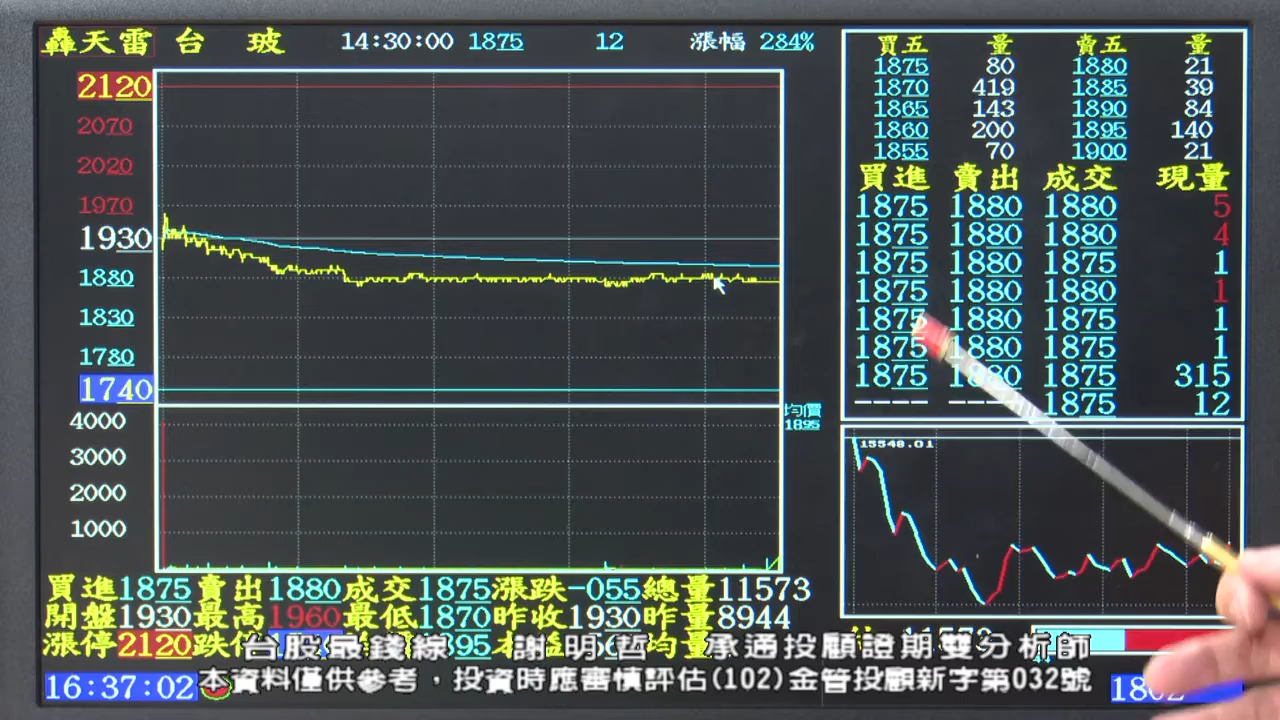 轟天雷 台 玻 14:30:00 1875 12 漲幅 284%
2120
2070
2020
1970
1930
1880
1830
1780
1740
4000
3000
2000
1000
均價
1895
買五 量 賣五 量
1875 80 1880 21
1870 419 1885 39
1865 143 1890 84
1860 200 1895 140
1855 70 1900 21
買進 賣出 成交 現量
1875 1880 1880 5
1875 1880 1880 4
1875 1880 1880 1
1875 1880 1880 1
1875 1880 1875 1
1875 1880 1875 1
1875 1880 1875 315
---- ---- 1875 12
15548.01
買進1875賣出1880成交1875漲跌-055總量11573
開盤1930最高1960最低1870昨收1930昨量8944
漲停2120跌
台股最錢線 謝明哲 承通投顧證期雙分析師
16:37:02 本資料僅供參考，投資時應審慎評估(102)金管投顧新字第032號